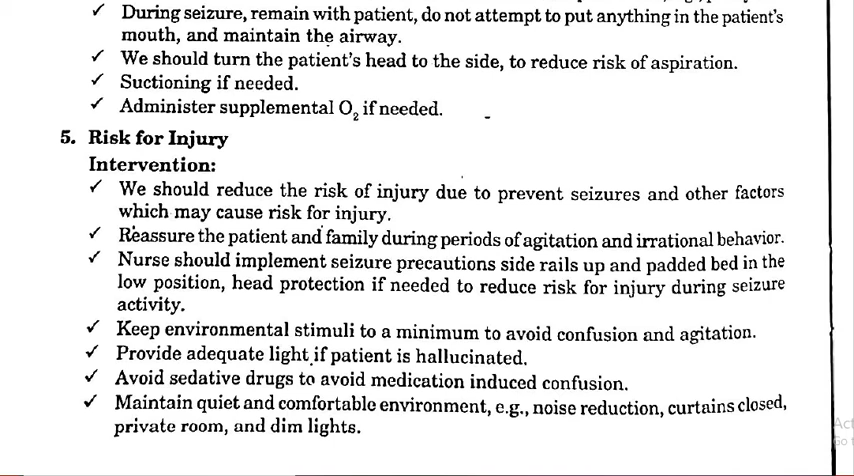 ✓ During seizure, remain with patient, do not attempt to put anything in the patient's
mouth, and maintain the airway.
✓ We should turn the patient's head to the side, to reduce risk of aspiration.
✓ Suctioning if needed.
✓ Administer supplemental O₂ if needed.
5. Risk for Injury
Intervention:
✓ We should reduce the risk of injury due to prevent seizures and other factors
which may cause risk for injury.
✓ Reassure the patient and family during periods of agitation and irrational behavior.
✓ Nurse should implement seizure precautions side rails up and padded bed in the
low position, head protection if needed to reduce risk for injury during seizure
activity.
✓ Keep environmental stimuli to a minimum to avoid confusion and agitation.
✓ Provide adequate light if patient is hallucinated.
✓ Avoid sedative drugs to avoid medication induced confusion.
✓ Maintain quiet and comfortable environment, e.g., noise reduction, curtains closed,
private room, and dim lights.